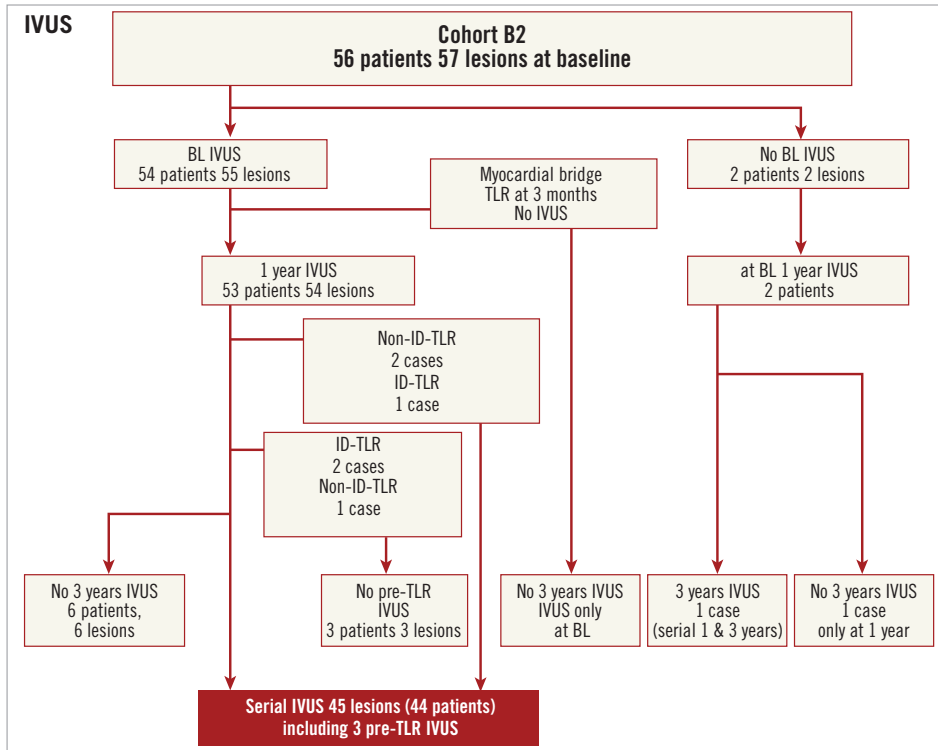 IVUS
Cohort B2
56 patients 57 lesions at baseline
BL IVUS
54 patients 55 lesions
No BL IVUS
2 patients 2 lesions
Myocardial bridge
TLR at 3 months
No IVUS
1 year IVUS
53 patients 54 lesions
at BL 1 year IVUS
2 patients
Non-ID-TLR
2 cases
ID-TLR
1 case
ID-TLR
2 cases
Non-ID-TLR
1 case
No 3 years IVUS
6 patients,
6 lesions
No pre-TLR
IVUS
3 patients 3 lesions
No 3 years IVUS
IVUS only
at BL
3 years IVUS
1 case
(serial 1 & 3 years)
No 3 years IVUS
1 case
only at 1 year
Serial IVUS 45 lesions (44 patients)
including 3 pre-TLR IVUS